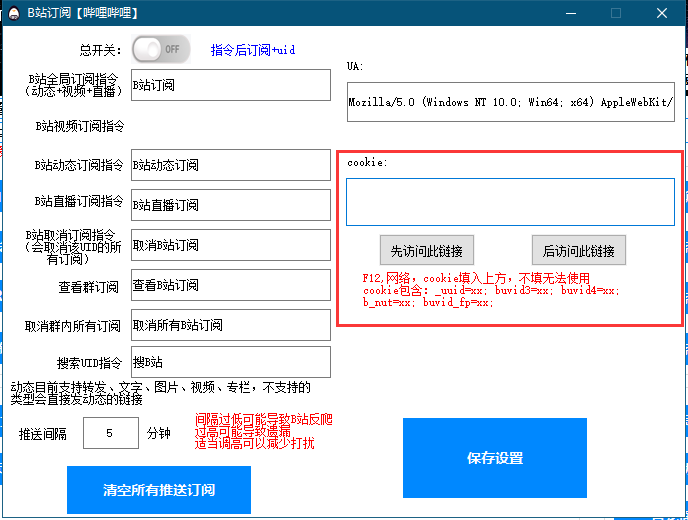 B站订阅【哔哩哔哩】
总开关:
OFF
指令后订阅+uid
B站全局订阅指令
（动态+视频+直播）
B站订阅
B站视频订阅指令
B站动态订阅指令
B站动态订阅
B站直播订阅指令
B站直播订阅
B站取消订阅指令
（会取消该UID的所
有订阅）
取消B站订阅
查看群订阅
查看B站订阅
取消群内所有订阅
取消所有B站订阅
搜索UID指令
搜B站
动态目前支持转发、文字、图片、视频、专栏，不支持的
类型会直接发动态的链接
推送间隔
5
分钟
间隔过低可能导致B站反爬
过高可能导致遗漏
适当调高可以减少打扰
清空所有推送订阅
UA:
Mozilla/5.0 (Windows NT 10.0; Win64; x64) AppleWebKit/
cookie:
先访问此链接
后访问此链接
F12,网络，cookie填入上方，不填无法使用
cookie包含：_uuid=xx; buvid3=xx; buvid4=xx;
b_nut=xx; buvid_fp=xx;
保存设置